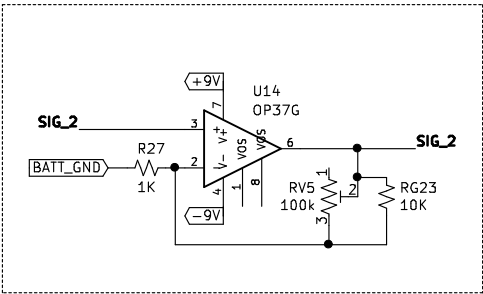 +9V
U14
OP37G
7
SIG_2
3
+
V+
VOS
VOS
6
SIG_2
R27
BATT_GND
2
-
V-
1K
4
1
8
-9V
RV5
100k
1
2
3
RG23
10K